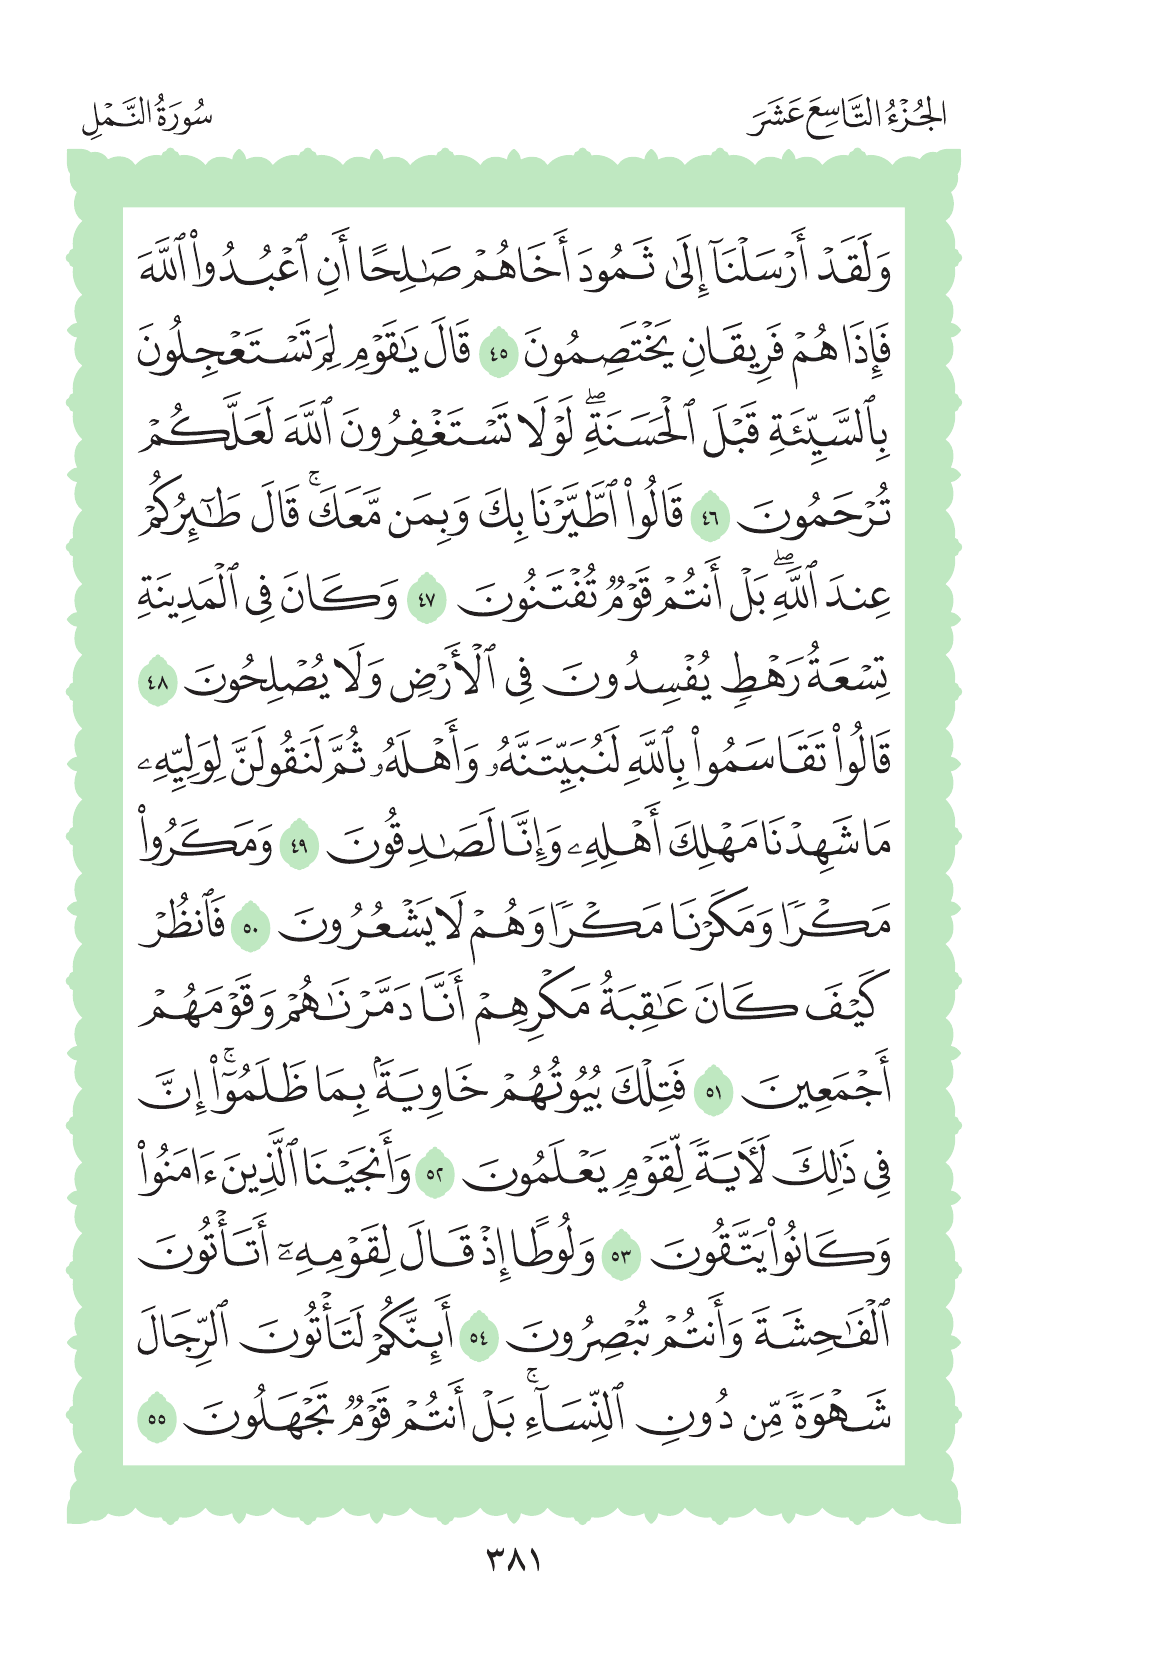 الجُزْءُ التَّاسِعَ عَشَرَ
سُورَةُ النَّمْلِ
وَلَقَدۡ أَرۡسَلۡنَآ إِلَىٰ ثَمُودَ أَخَاهُمۡ صَٰلِحًا أَنِ ٱعۡبُدُواْ ٱللَّهَ
فَإِذَا هُمۡ فَرِيقَانِ يَخۡتَصِمُونَ ٤٥ قَالَ يَٰقَوۡمِ لِمَ تَسۡتَعۡجِلُونَ
بِٱلسَّيِّئَةِ قَبۡلَ ٱلۡحَسَنَةِۖ لَوۡلَا تَسۡتَغۡفِرُونَ ٱللَّهَ لَعَلَّكُمۡ
تُرۡحَمُونَ ٤٦ قَالُواْ ٱطَّيَّرۡنَا بِكَ وَبِمَن مَّعَكَۚ قَالَ طَٰٓئِرُكُمۡ
عِندَ ٱللَّهِۖ بَلۡ أَنتُمۡ قَوۡمٞ تُفۡتَنُونَ ٤٧ وَكَانَ فِي ٱلۡمَدِينَةِ
تِسۡعَةُ رَهۡطٖ يُفۡسِدُونَ فِي ٱلۡأَرۡضِ وَلَا يُصۡلِحُونَ ٤٨
قَالُواْ تَقَاسَمُواْ بِٱللَّهِ لَنُبَيِّتَنَّهُۥ وَأَهۡلَهُۥ ثُمَّ لَنَقُولَنَّ لِوَلِيِّهِۦ
مَا شَهِدۡنَا مَهۡلِكَ أَهۡلِهِۦ وَإِنَّا لَصَٰدِقُونَ ٤٩ وَمَكَرُواْ
مَكۡرٗا وَمَكَرۡنَا مَكۡرٗا وَهُمۡ لَا يَشۡعُرُونَ ٥٠ فَٱنظُرۡ
كَيۡفَ كَانَ عَٰقِبَةُ مَكۡرِهِمۡ أَنَّا دَمَّرۡنَٰهُمۡ وَقَوۡمَهُمۡ
أَجۡمَعِينَ ٥١ فَتِلۡكَ بُيُوتُهُمۡ خَاوِيَةَۢ بِمَا ظَلَمُوٓاْۚ إِنَّ
فِي ذَٰلِكَ لَأٓيَةٗ لِّقَوۡمٖ يَعۡلَمُونَ ٥٢ وَأَنجَيۡنَا ٱلَّذِينَ ءَامَنُواْ
وَكَانُواْ يَتَّقُونَ ٥٣ وَلُوطًا إِذۡ قَالَ لِقَوۡمِهِۦٓ أَتَأۡتُونَ
ٱلۡفَٰحِشَةَ وَأَنتُمۡ تُبۡصِرُونَ ٥٤ أَئِنَّكُمۡ لَتَأۡتُونَ ٱلرِّجَالَ
شَهۡوَةٗ مِّن دُونِ ٱلنِّسَآءِۚ بَلۡ أَنتُمۡ قَوۡمٞ تَجۡهَلُونَ ٥٥
٣٨١